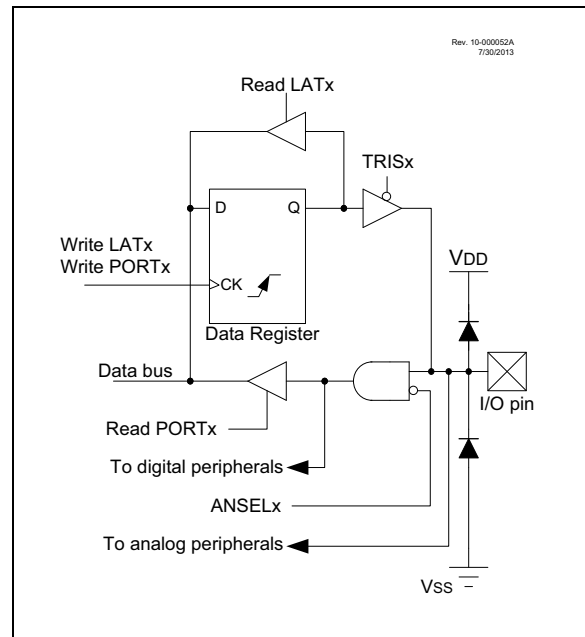 Rev. 10-000052A
7/30/2013
Read LATx
TRISx
D
Q
Write LATx
Write PORTx
CK
VDD
Data Register
Data bus
I/O pin
Read PORTx
To digital peripherals
ANSELx
To analog peripherals
VSS